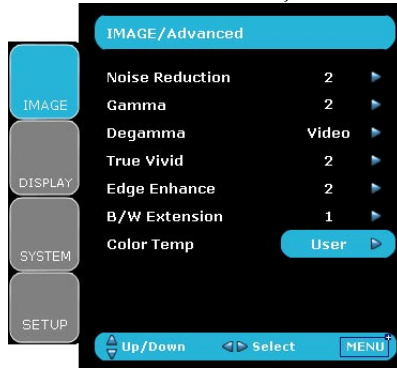 IMAGE/Advanced
IMAGE
DISPLAY
SYSTEM
SETUP
Noise Reduction 2
Gamma 2
Degamma Video
True Vivid 2
Edge Enhance 2
B/W Extension 1
Color Temp User
Up/Down Select MENU